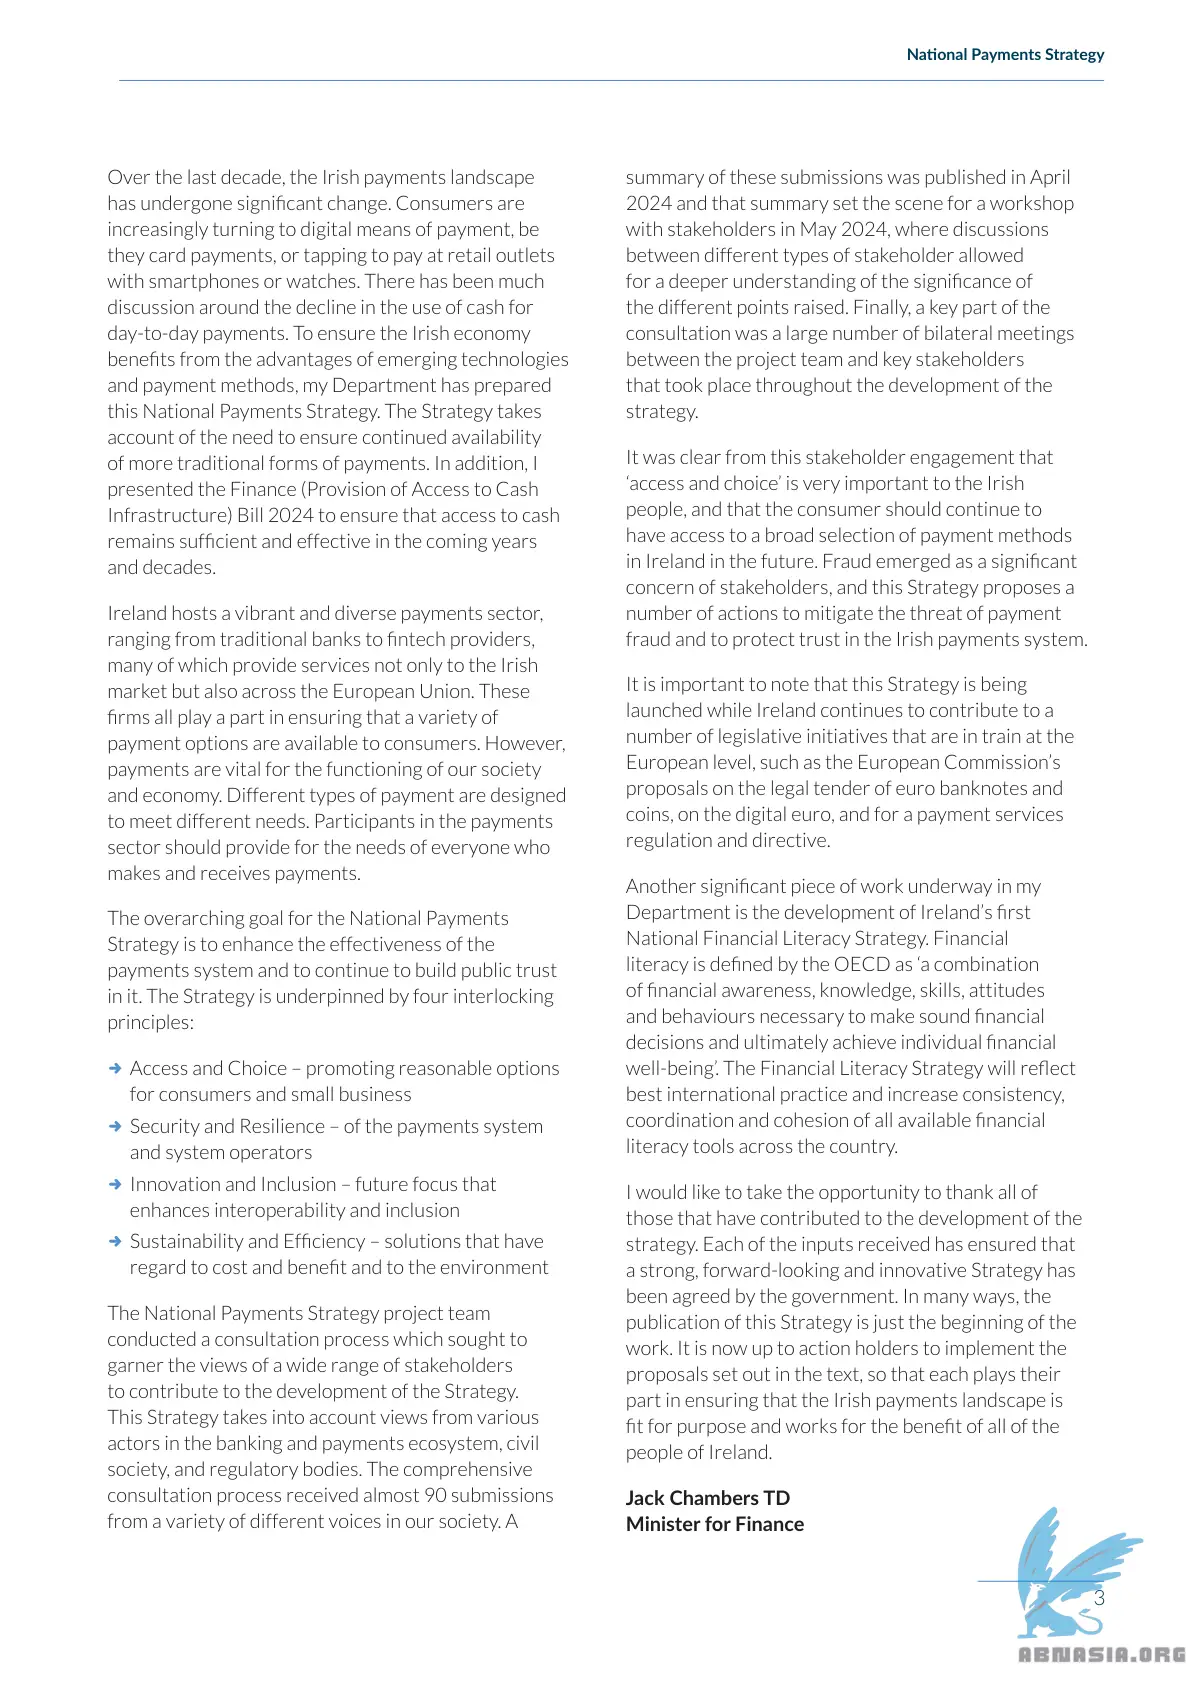 National Payments Strategy
Over the last decade, the Irish payments landscape
has undergone significant change. Consumers are
increasingly turning to digital means of payment, be
they card payments, or tapping to pay at retail outlets
with smartphones or watches. There has been much
discussion around the decline in the use of cash for
day-to-day payments. To ensure the Irish economy
benefits from the advantages of emerging technologies
and payment methods, my Department has prepared
this National Payments Strategy. The Strategy takes
account of the need to ensure continued availability
of more traditional forms of payments. In addition, I
presented the Finance (Provision of Access to Cash
Infrastructure) Bill 2024 to ensure that access to cash
remains sufficient and effective in the coming years
and decades.
Ireland hosts a vibrant and diverse payments sector,
ranging from traditional banks to fintech providers,
many of which provide services not only to the Irish
market but also across the European Union. These
firms all play a part in ensuring that a variety of
payment options are available to consumers. However,
payments are vital for the functioning of our society
and economy. Different types of payment are designed
to meet different needs. Participants in the payments
sector should provide for the needs of everyone who
makes and receives payments.
The overarching goal for the National Payments
Strategy is to enhance the effectiveness of the
payments system and to continue to build public trust
in it. The Strategy is underpinned by four interlocking
principles:
➜ Access and Choice – promoting reasonable options
for consumers and small business
➜ Security and Resilience – of the payments system
and system operators
➜ Innovation and Inclusion – future focus that
enhances interoperability and inclusion
➜ Sustainability and Efficiency – solutions that have
regard to cost and benefit and to the environment
The National Payments Strategy project team
conducted a consultation process which sought to
garner the views of a wide range of stakeholders
to contribute to the development of the Strategy.
This Strategy takes into account views from various
actors in the banking and payments ecosystem, civil
society, and regulatory bodies. The comprehensive
consultation process received almost 90 submissions
from a variety of different voices in our society. A
summary of these submissions was published in April
2024 and that summary set the scene for a workshop
with stakeholders in May 2024, where discussions
between different types of stakeholder allowed
for a deeper understanding of the significance of
the different points raised. Finally, a key part of the
consultation was a large number of bilateral meetings
between the project team and key stakeholders
that took place throughout the development of the
strategy.
It was clear from this stakeholder engagement that
‘access and choice’ is very important to the Irish
people, and that the consumer should continue to
have access to a broad selection of payment methods
in Ireland in the future. Fraud emerged as a significant
concern of stakeholders, and this Strategy proposes a
number of actions to mitigate the threat of payment
fraud and to protect trust in the Irish payments system.
It is important to note that this Strategy is being
launched while Ireland continues to contribute to a
number of legislative initiatives that are in train at the
European level, such as the European Commission’s
proposals on the legal tender of euro banknotes and
coins, on the digital euro, and for a payment services
regulation and directive.
Another significant piece of work underway in my
Department is the development of Ireland’s first
National Financial Literacy Strategy. Financial
literacy is defined by the OECD as ‘a combination
of financial awareness, knowledge, skills, attitudes
and behaviours necessary to make sound financial
decisions and ultimately achieve individual financial
well-being’. The Financial Literacy Strategy will reflect
best international practice and increase consistency,
coordination and cohesion of all available financial
literacy tools across the country.
I would like to take the opportunity to thank all of
those that have contributed to the development of the
strategy. Each of the inputs received has ensured that
a strong, forward-looking and innovative Strategy has
been agreed by the government. In many ways, the
publication of this Strategy is just the beginning of the
work. It is now up to action holders to implement the
proposals set out in the text, so that each plays their
part in ensuring that the Irish payments landscape is
fit for purpose and works for the benefit of all of the
people of Ireland.
Jack Chambers TD
Minister for Finance
3
ABNASIA.ORG